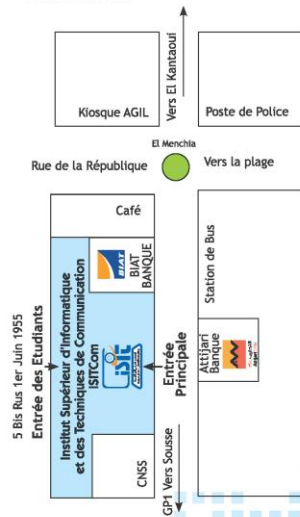 Vers El Kantaoui
Kiosque AGIL
Poste de Police
El Menchia
Rue de la République
Vers la plage
5 Bis Rus 1er Juin 1955
Entrée des Etudiants
Institut Supérieur d'Informatique
et des Techniques de Communication
ISITCom
iSiT
Café
BIAT
BIAT
BANQUE
Entrée
Principale
CNSS
Station de Bus
Attijari
Banque
GP1 Vers Sousse